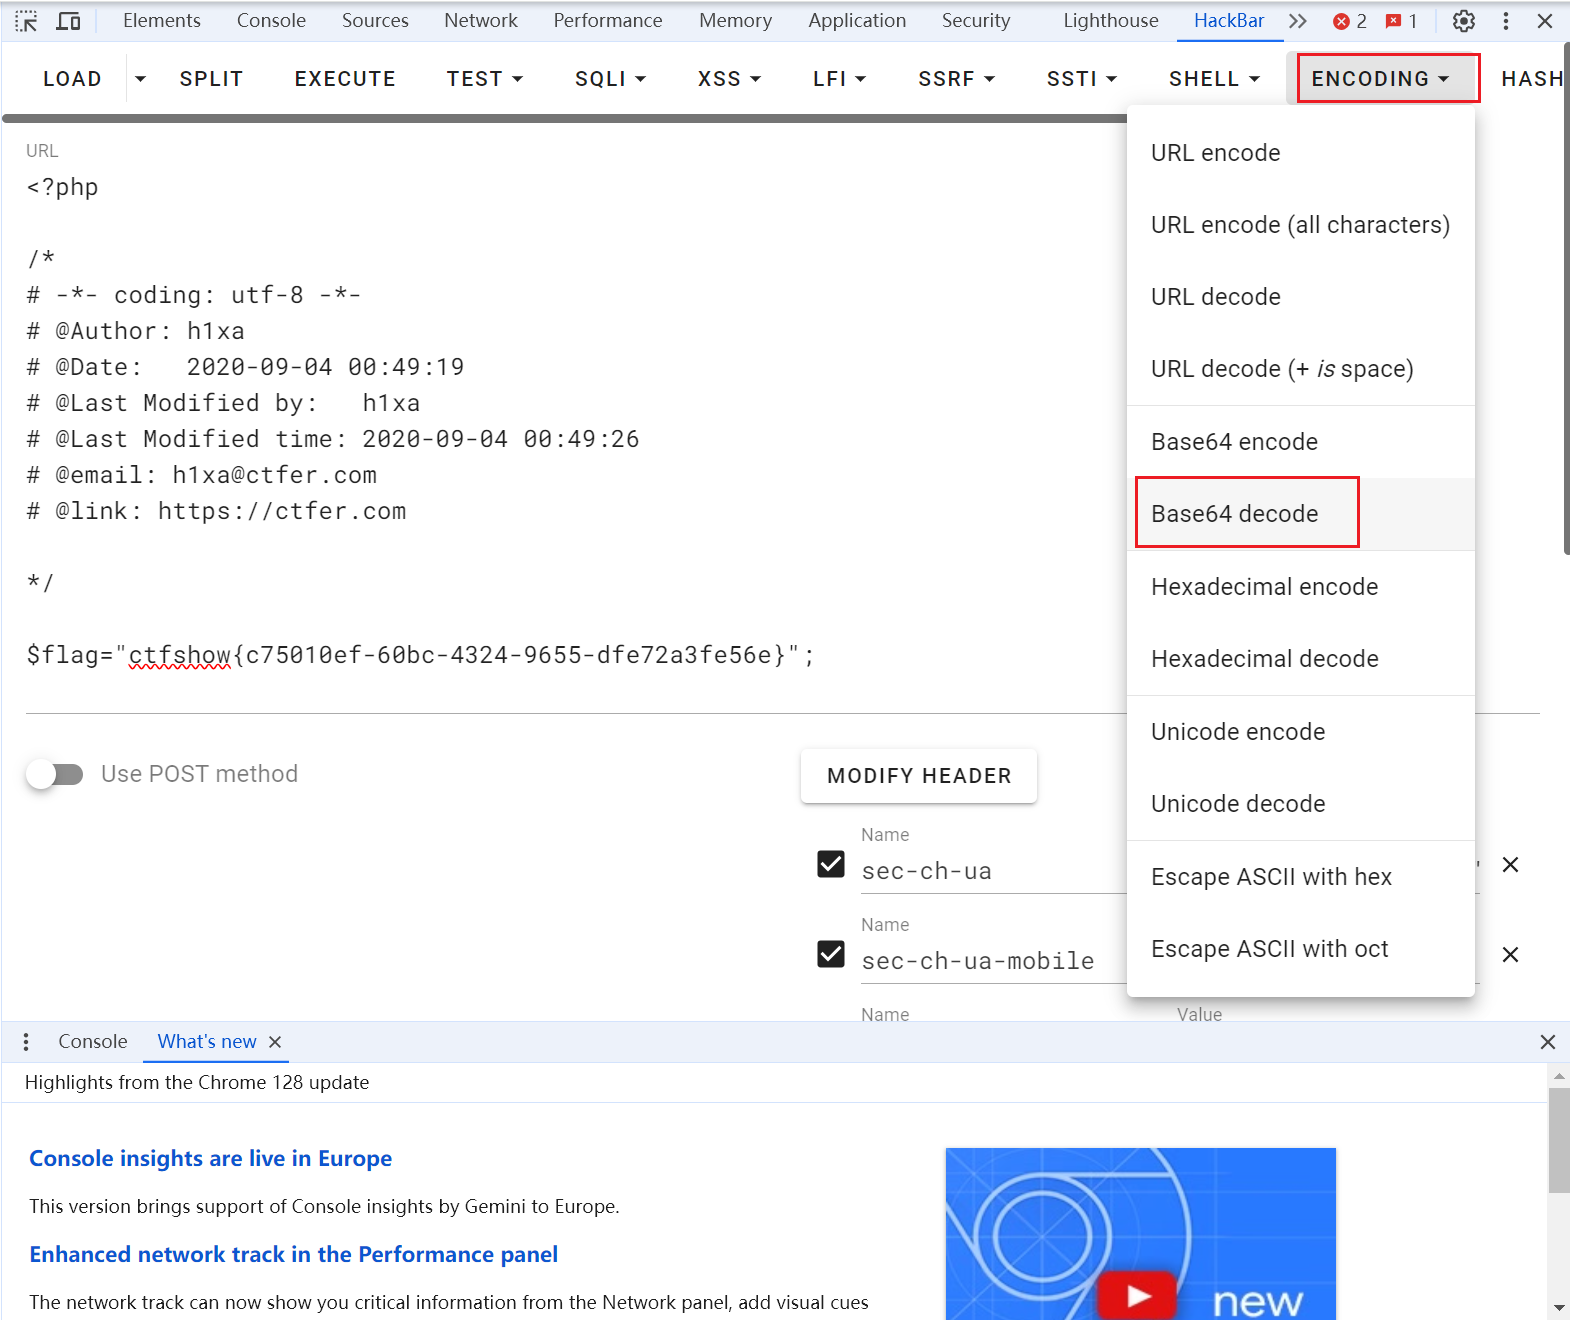 Elements Console Sources Network Performance Memory Application Security Lighthouse HackBar 2 1
LOAD SPLIT EXECUTE TEST SQLI XSS LFI SSRF SSTI SHELL ENCODING HASH
URL
<?php
/*
# -*- coding: utf-8 -*-
# @Author: h1xa
# @Date:   2020-09-04 00:49:19
# @Last Modified by:   h1xa
# @Last Modified time: 2020-09-04 00:49:26
# @email: h1xa@ctfer.com
# @link: https://ctfer.com
*/
$flag="ctfshow{c75010ef-60bc-4324-9655-dfe72a3fe56e}";
URL encode
URL encode (all characters)
URL decode
URL decode (+ is space)
Base64 encode
Base64 decode
Hexadecimal encode
Hexadecimal decode
Unicode encode
Unicode decode
Escape ASCII with hex
Escape ASCII with oct
Use POST method
MODIFY HEADER
Name
sec-ch-ua
Name
sec-ch-ua-mobile
Name Value
Console What's new
Highlights from the Chrome 128 update
Console insights are live in Europe
This version brings support of Console insights by Gemini to Europe.
Enhanced network track in the Performance panel
The network track can now show you critical information from the Network panel, add visual cues
new